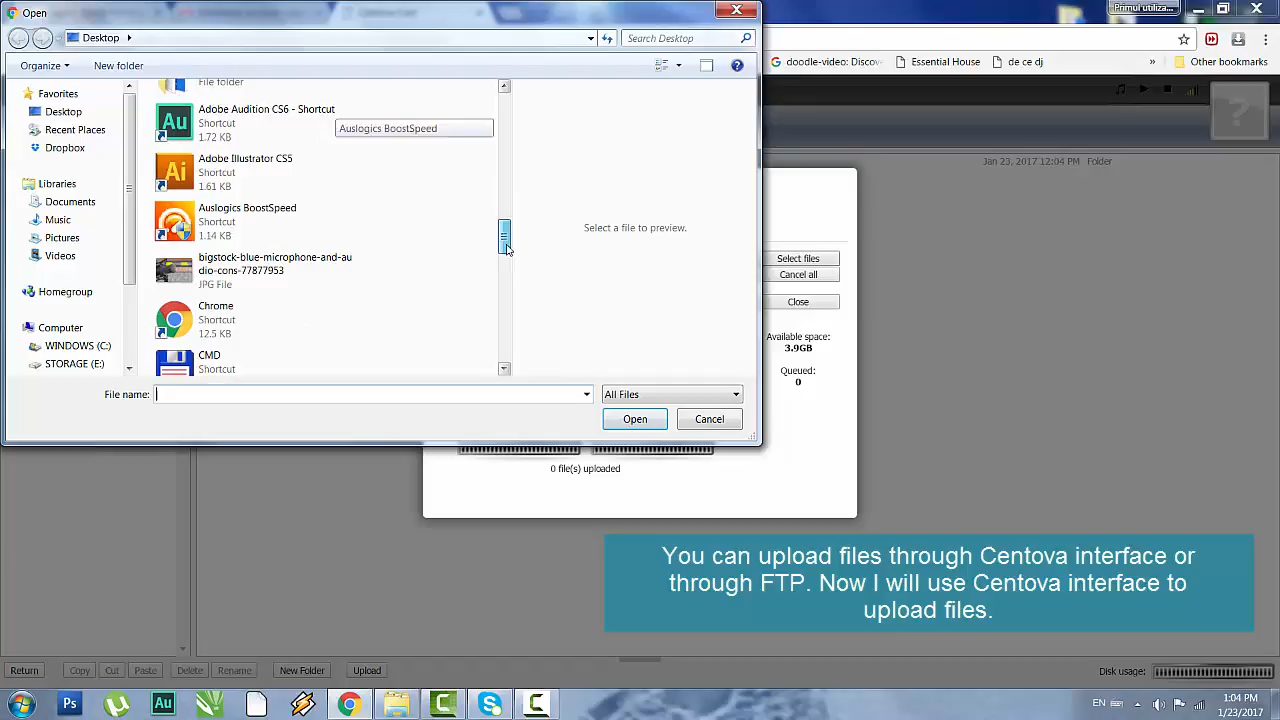 Open
Primul utiliza...
Desktop
Search Desktop
Organize
New folder
doodle-video: Discov
Essential House
de ce dj
»
Other bookmarks
Favorites
Desktop
Recent Places
Dropbox
Libraries
Documents
Music
Pictures
Videos
Homegroup
Computer
WINDOWS (C:)
STORAGE (E:)
File folder
Adobe Audition CS6 - Shortcut
Shortcut
1.72 KB
Auslogics BoostSpeed
Adobe Illustrator CS5
Shortcut
1.61 KB
Auslogics BoostSpeed
Shortcut
1.14 KB
bigstock-blue-microphone-and-au
dio-cons-77877953
JPG File
Chrome
Shortcut
12.5 KB
CMD
Shortcut
Select a file to preview.
File name:
All Files
Open
Cancel
Jan 23, 2017 12:04 PM Folder
Select files
Cancel all
Close
Available space:
3.9GB
Queued:
0
0 file(s) uploaded
You can upload files through Centova interface or
through FTP. Now I will use Centova interface to
upload files.
Return
Copy
Cut
Paste
Delete
Rename
New Folder
Upload
Disk usage:
EN
1:04 PM
1/23/2017